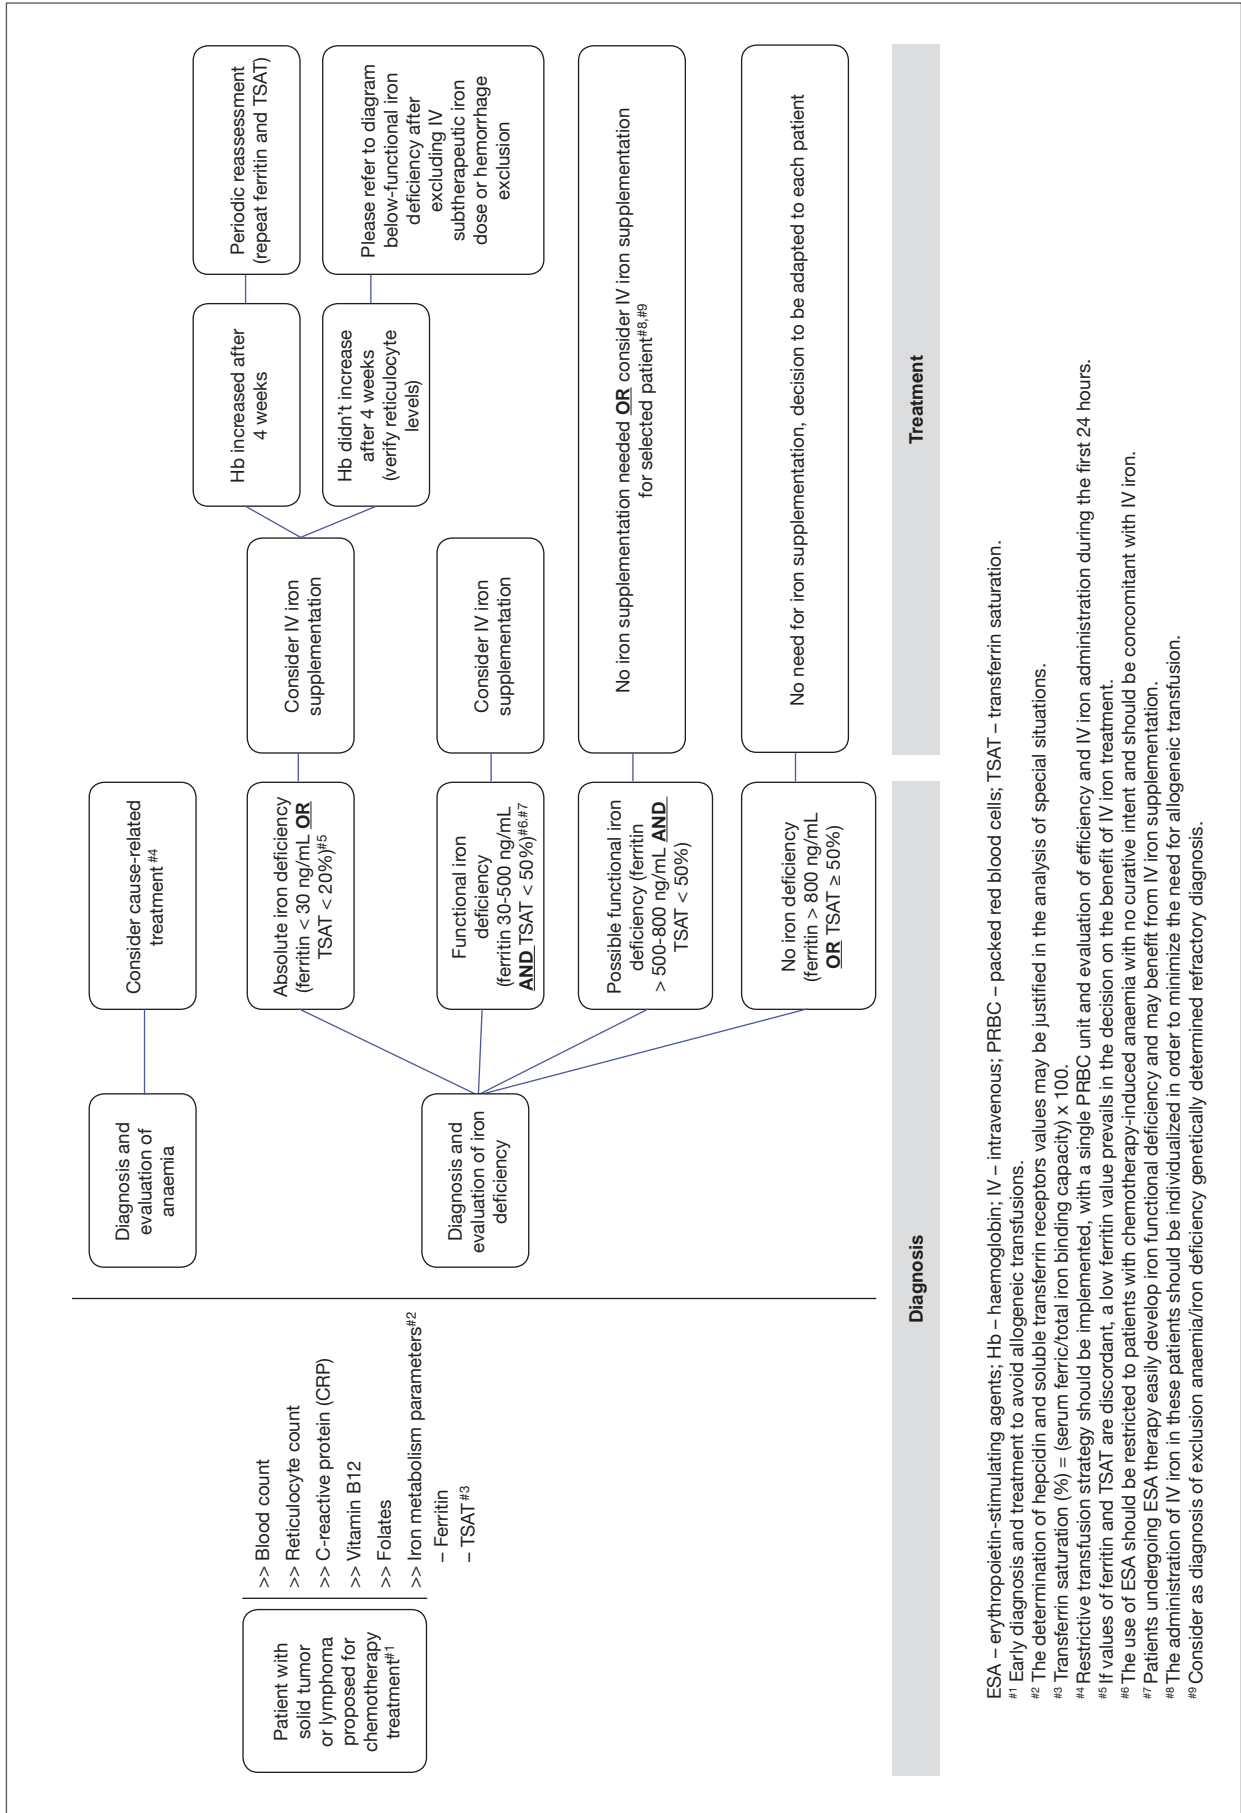 Patient with
solid tumor
or lymphoma
proposed for
chemotherapy
treatment#1
>> Blood count
>> Reticulocyte count
>> C-reactive protein (CRP)
>> Vitamin B12
>> Folates
>> Iron metabolism parameters#2
– Ferritin
– TSAT#3
Diagnosis and
evaluation of
anaemia
Consider cause-related
treatment #4
Diagnosis and
evaluation of iron
deficiency
Absolute iron deficiency
(ferritin < 30 ng/mL OR
TSAT < 20%)#5
Consider IV iron
supplementation
Hb increased after
4 weeks
Periodic reassessment
(repeat ferritin and TSAT)
Hb didn't increase
after 4 weeks
(verify reticulocyte
levels)
Please refer to diagram
below-functional iron
deficiency after
excluding IV
subtherapeutic iron
dose or hemorrhage
exclusion
Functional iron
deficiency
(ferritin 30-500 ng/mL
AND TSAT < 50%)#6,#7
Consider IV iron
supplementation
Possible functional iron
deficiency (ferritin
> 500-800 ng/mL AND
TSAT < 50%)
No iron supplementation needed OR consider IV iron supplementation
for selected patient#8,#9
No iron deficiency
(ferritin > 800 ng/mL
OR TSAT ≥ 50%)
No need for iron supplementation, decision to be adapted to each patient
Diagnosis
Treatment
ESA – erythropoietin-stimulating agents; Hb – haemoglobin; IV – intravenous; PRBC – packed red blood cells; TSAT – transferrin saturation.
#1 Early diagnosis and treatment to avoid allogeneic transfusions.
#2 The determination of hepcidin and soluble transferrin receptors values may be justified in the analysis of special situations.
#3 Transferrin saturation (%) = (serum ferric/total iron binding capacity) x 100.
#4 Restrictive transfusion strategy should be implemented, with a single PRBC unit and evaluation of efficiency and IV iron administration during the first 24 hours.
#5 If values of ferritin and TSAT are discordant, a low ferritin value prevails in the decision on the benefit of IV iron treatment.
#6 The use of ESA should be restricted to patients with chemotherapy-induced anaemia with no curative intent and should be concomitant with IV iron.
#7 Patients undergoing ESA therapy easily develop iron functional deficiency and may benefit from IV iron supplementation.
#8 The administration of IV iron in these patients should be individualized in order to minimize the need for allogeneic transfusion.
#9 Consider as diagnosis of exclusion anaemia/iron deficiency genetically determined refractory diagnosis.